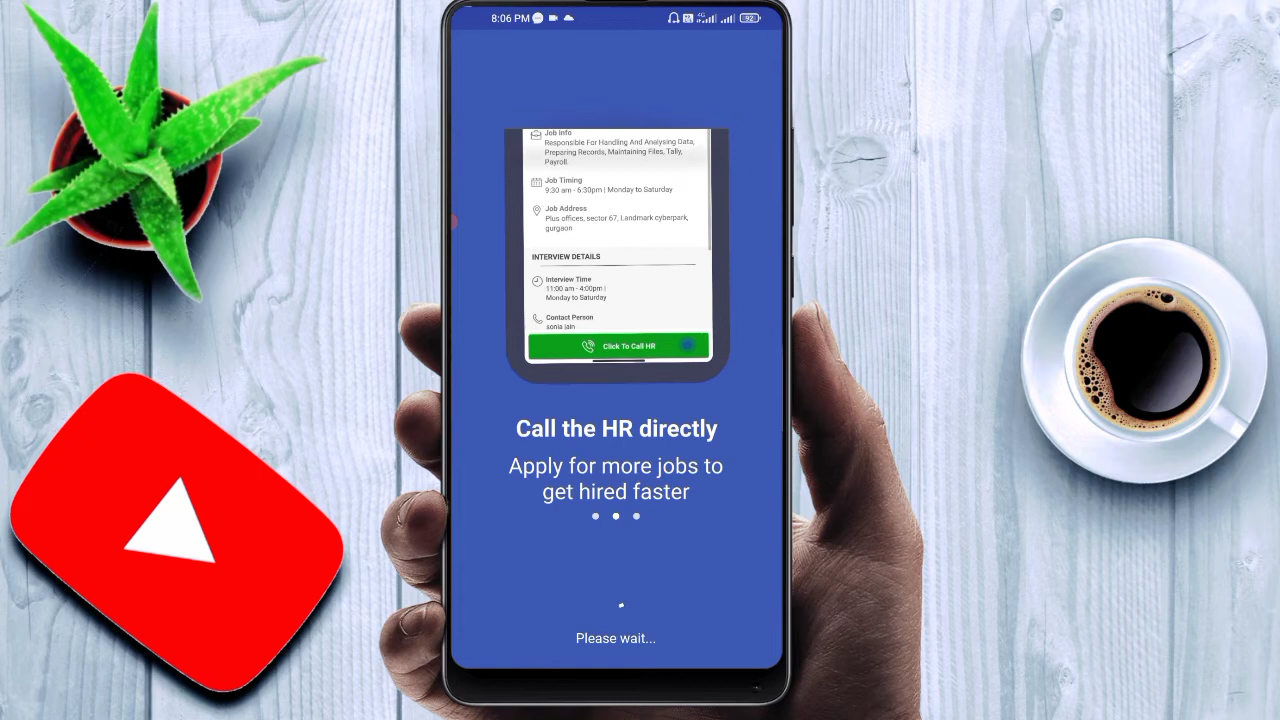 8:06 PM
4G
92
Job Info
Responsible For Handling And Analysing Data,
Preparing Records, Maintaining Files, Tally,
Payroll
Job Timing
9:30 am - 6:30pm | Monday to Saturday
Job Address
Plus offices, sector 67, Landmark cyberpark,
gurgaon
INTERVIEW DETAILS
Interview Time
11:00 am - 4:00pm |
Monday to Saturday
Contact Person
sonia jain
Click To Call HR
Call the HR directly
Apply for more jobs to
get hired faster
Please wait...